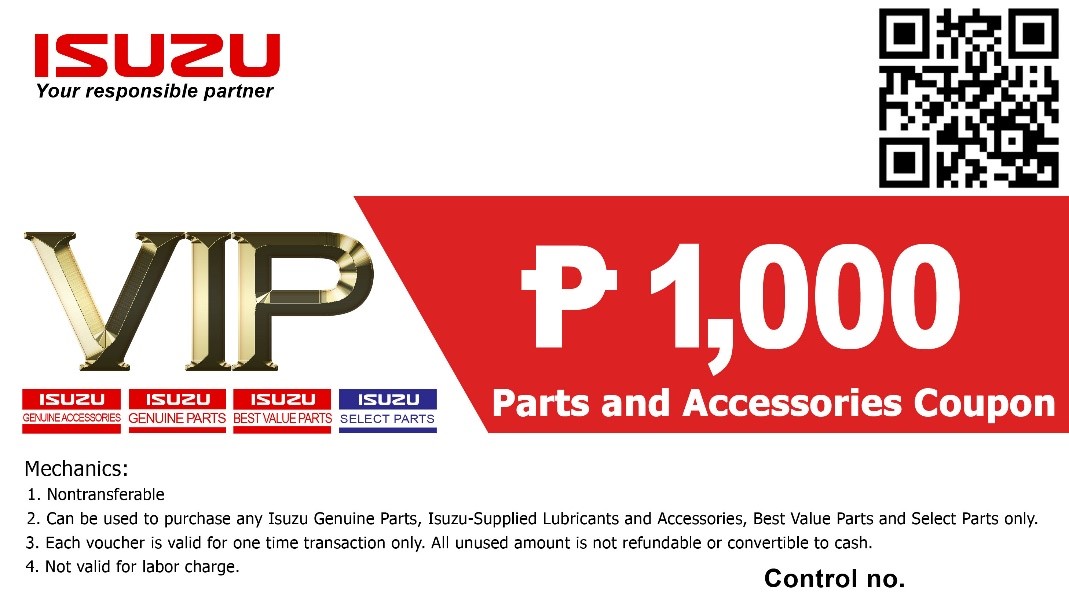 ISUZU
Your responsible partner
VIP
₱ 1,000
Parts and Accessories Coupon
ISUZU
GENUINE ACCESSORIES
ISUZU
GENUINE PARTS
ISUZU
BEST VALUE PARTS
ISUZU
SELECT PARTS
Mechanics:
1. Nontransferable
2. Can be used to purchase any Isuzu Genuine Parts, Isuzu-Supplied Lubricants and Accessories, Best Value Parts and Select Parts only.
3. Each voucher is valid for one time transaction only. All unused amount is not refundable or convertible to cash.
4. Not valid for labor charge.
Control no.